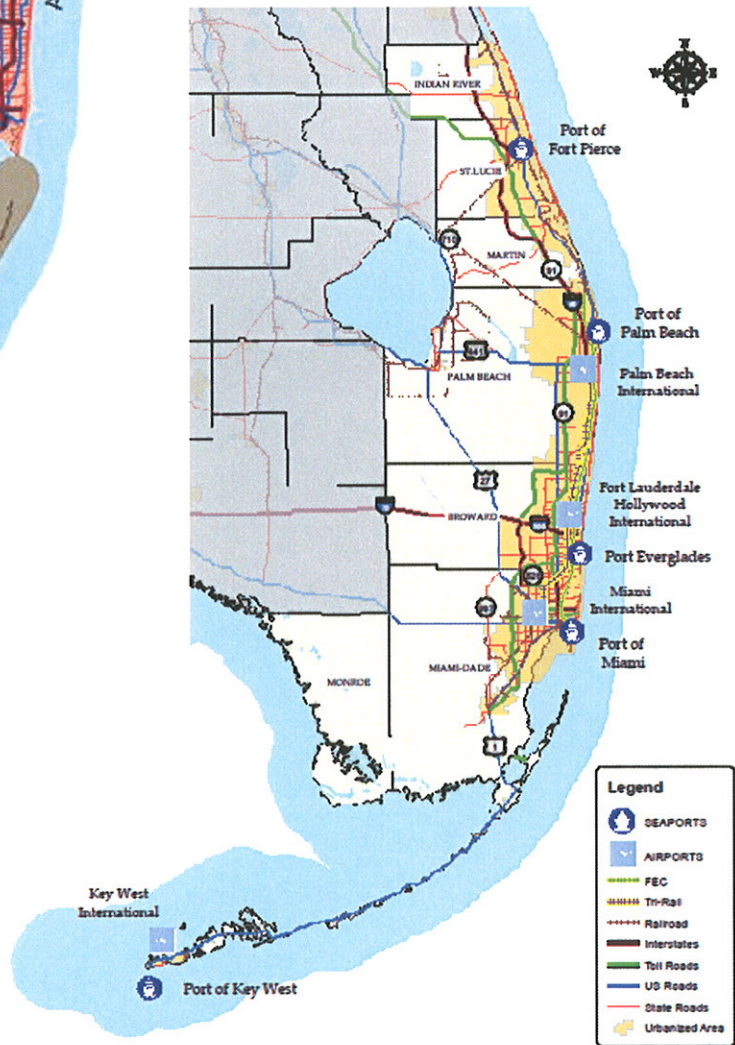 N
W E
S
INDIAN RIVER
Port of
Fort Pierce
ST.LUCIE
710
MARTIN
91
Port of
Palm Beach
441
PALM BEACH
Palm Beach
International
91
27
Fort Lauderdale
Hollywood
International
BROWARD
Port Everglades
Miami
International
Port of
Miami
MIAMI-DADE
MONROE
1
Legend
SEAPORTS
AIRPORTS
FEC
Tri-Rail
Railroad
Interstates
Toll Roads
US Roads
State Roads
Urbanized Area
Key West
International
Port of Key West